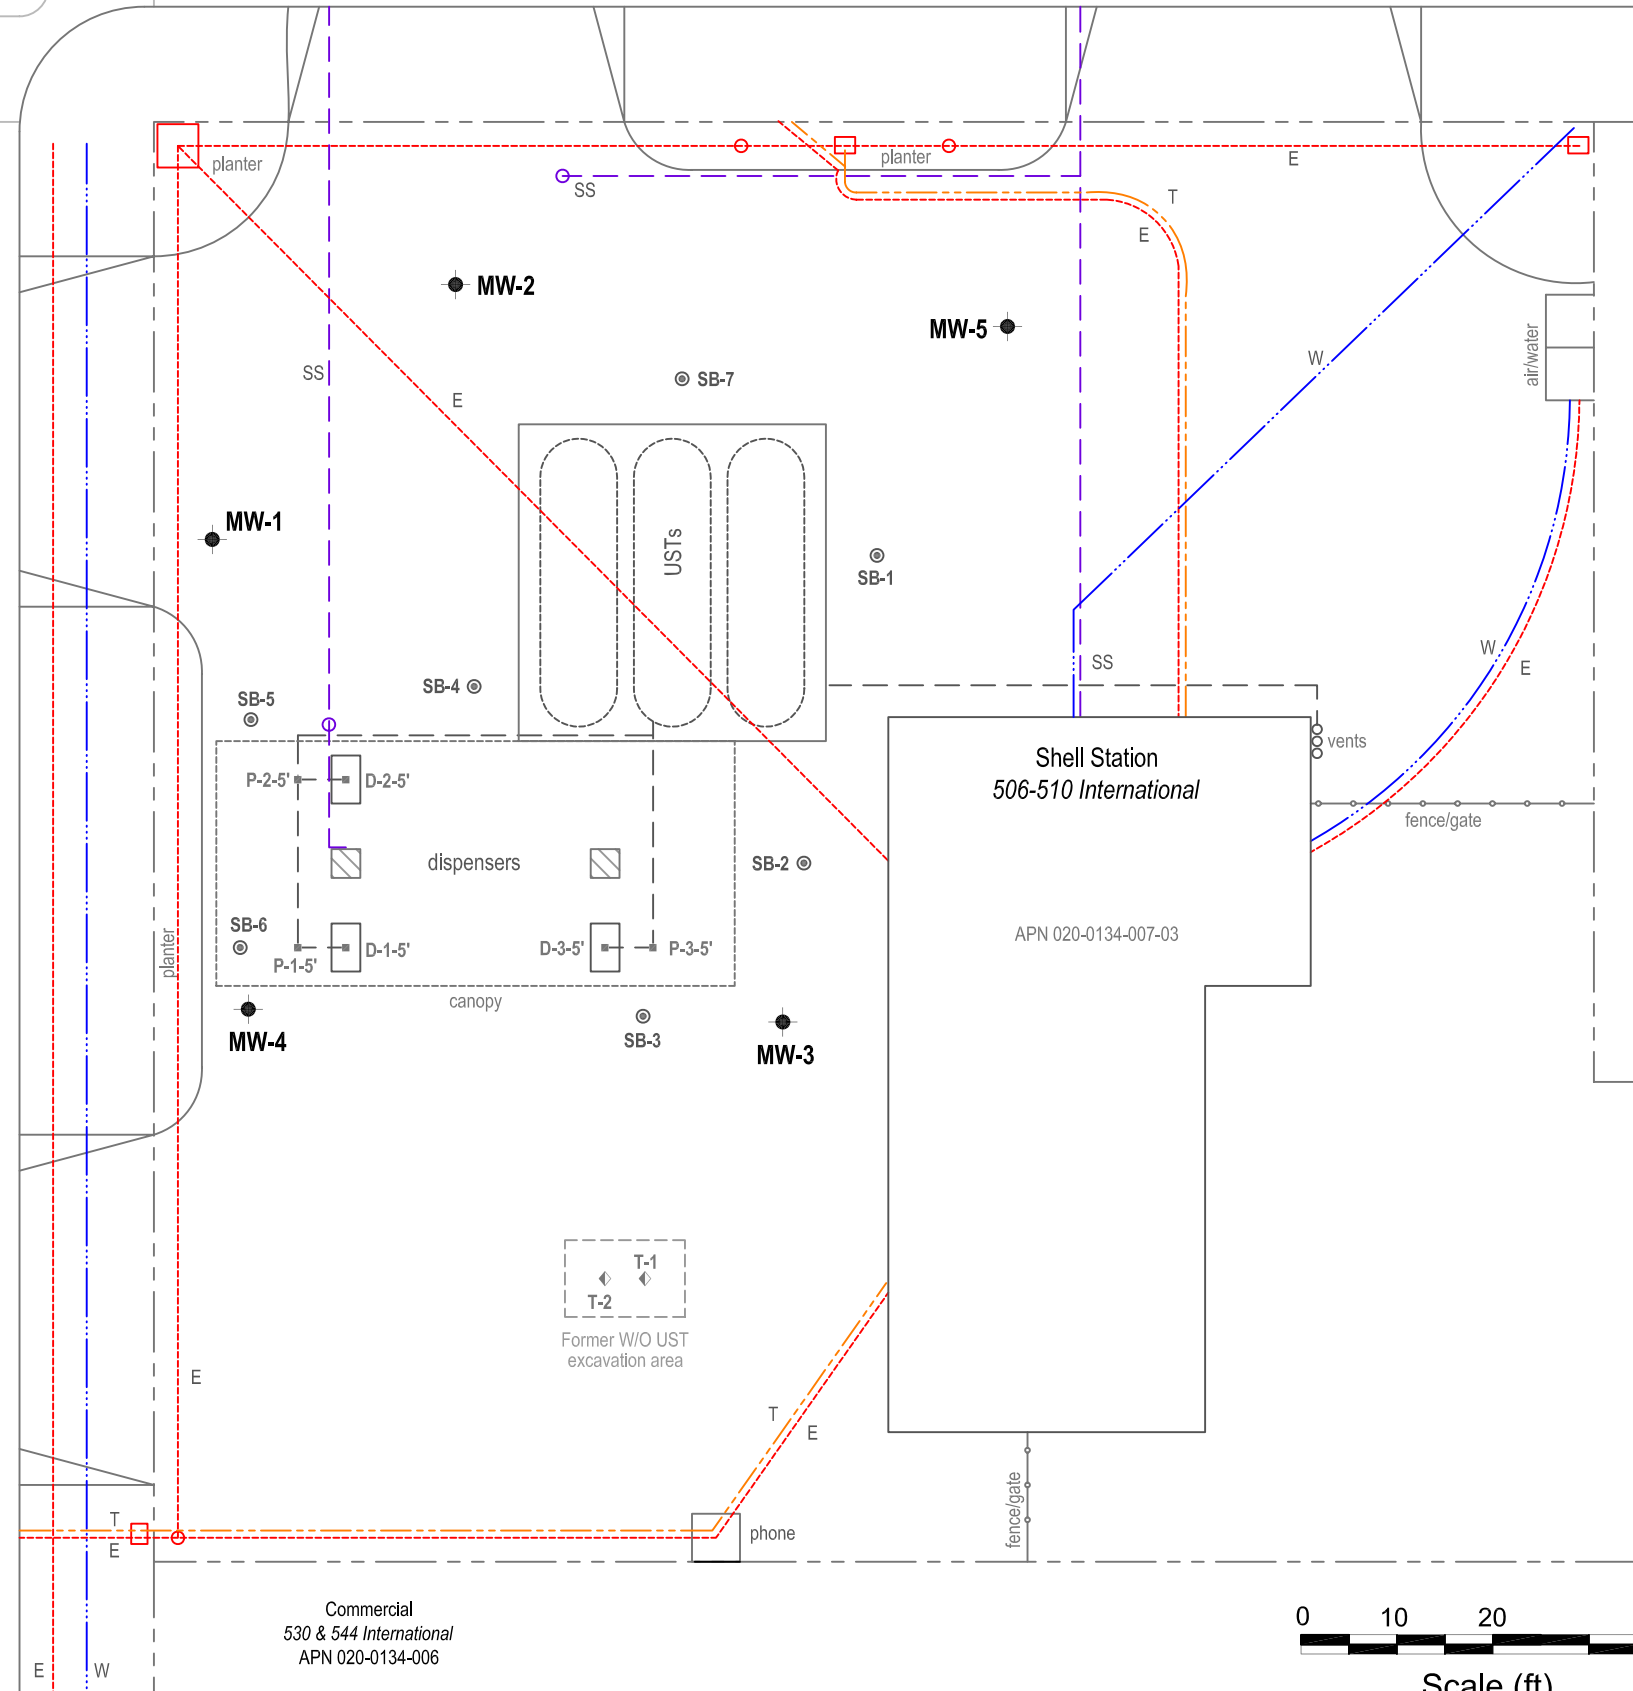 planter
planter
E
SS
T
E
MW-2
MW-5
W
air/water
SS
SB-7
E
MW-1
USTs
SB-1
W
SS
E
SB-4
SB-5
vents
Shell Station
506-510 International
P-2-5'
D-2-5'
fence/gate
dispensers
SB-2
SB-6
planter
P-1-5'
D-1-5'
D-3-5'
P-3-5'
APN 020-0134-007-03
canopy
MW-4
SB-3
MW-3
T-1
T-2
Former W/O UST
excavation area
E
T
E
fence/gate
T
E
phone
Commercial
530 & 544 International
APN 020-0134-006
E
W
0 10 20
Scale (ft)